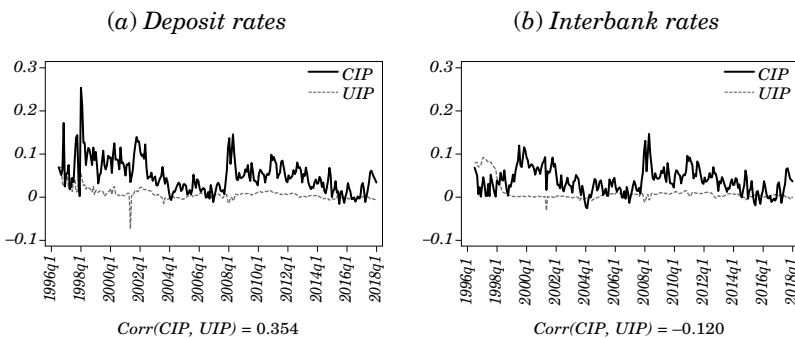 (a) Deposit rates
0.3
0.2
0.1
0
–0.1
CIP
UIP
1996q1
1998q1
2000q1
2002q1
2004q1
2006q1
2008q1
2010q1
2012q1
2014q1
2016q1
2018q1
Corr(CIP, UIP) = 0.354
(b) Interbank rates
0.3
0.2
0.1
0
–0.1
CIP
UIP
1996q1
1998q1
2000q1
2002q1
2004q1
2006q1
2008q1
2010q1
2012q1
2014q1
2016q1
2018q1
Corr(CIP, UIP) = –0.120